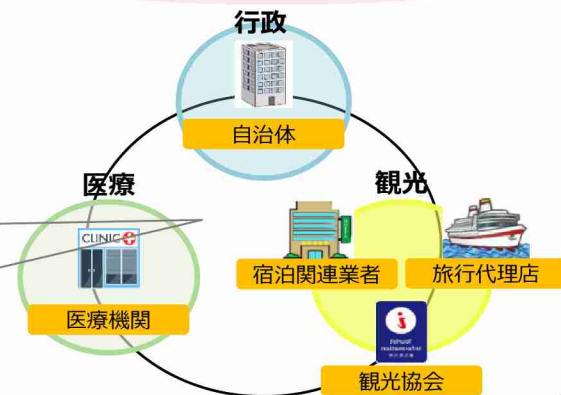 行政
自治体
医療
観光
CLINIC
宿泊関連業者
旅行代理店
医療機関
i
観光協会